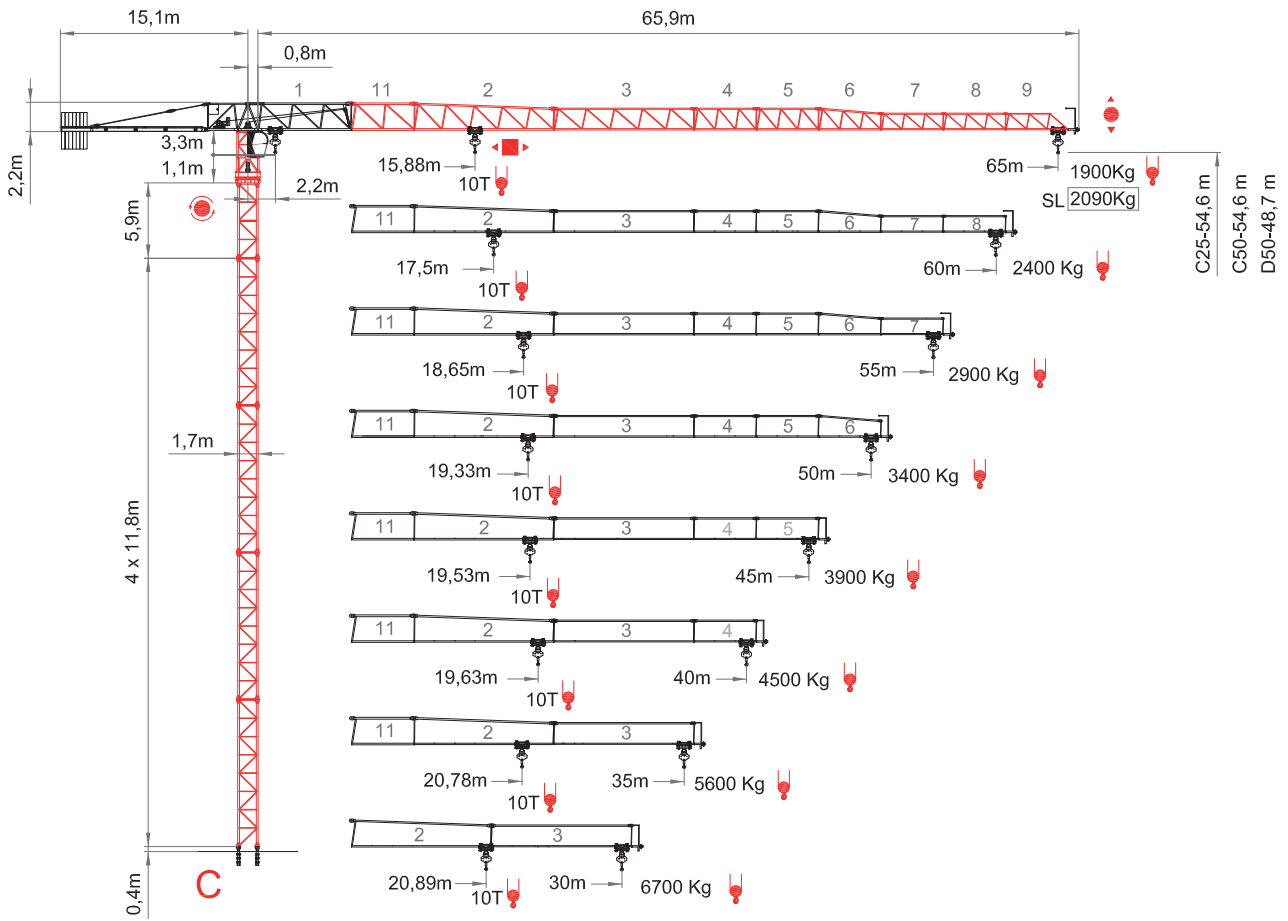 15,1m
65,9m
0,8m
1 11 2 3 4 5 6 7 8 9
2,2m
3,3m
1,1m
2,2m
15,88m
10T
65m
1900Kg
SL 2090Kg
C25-54,6 m
C50-54,6 m
D50-48,7 m
5,9m
11 2 3 4 5 6 7 8
17,5m
10T
60m
2400 Kg
11 2 3 4 5 6 7
18,65m
10T
55m
2900 Kg
1,7m
11 2 3 4 5 6
19,33m
10T
50m
3400 Kg
4 x 11,8m
11 2 3 4 5
19,53m
10T
45m
3900 Kg
11 2 3 4
19,63m
10T
40m
4500 Kg
11 2 3
20,78m
10T
35m
5600 Kg
2 3
20,89m
10T
30m
6700 Kg
0,4m
C